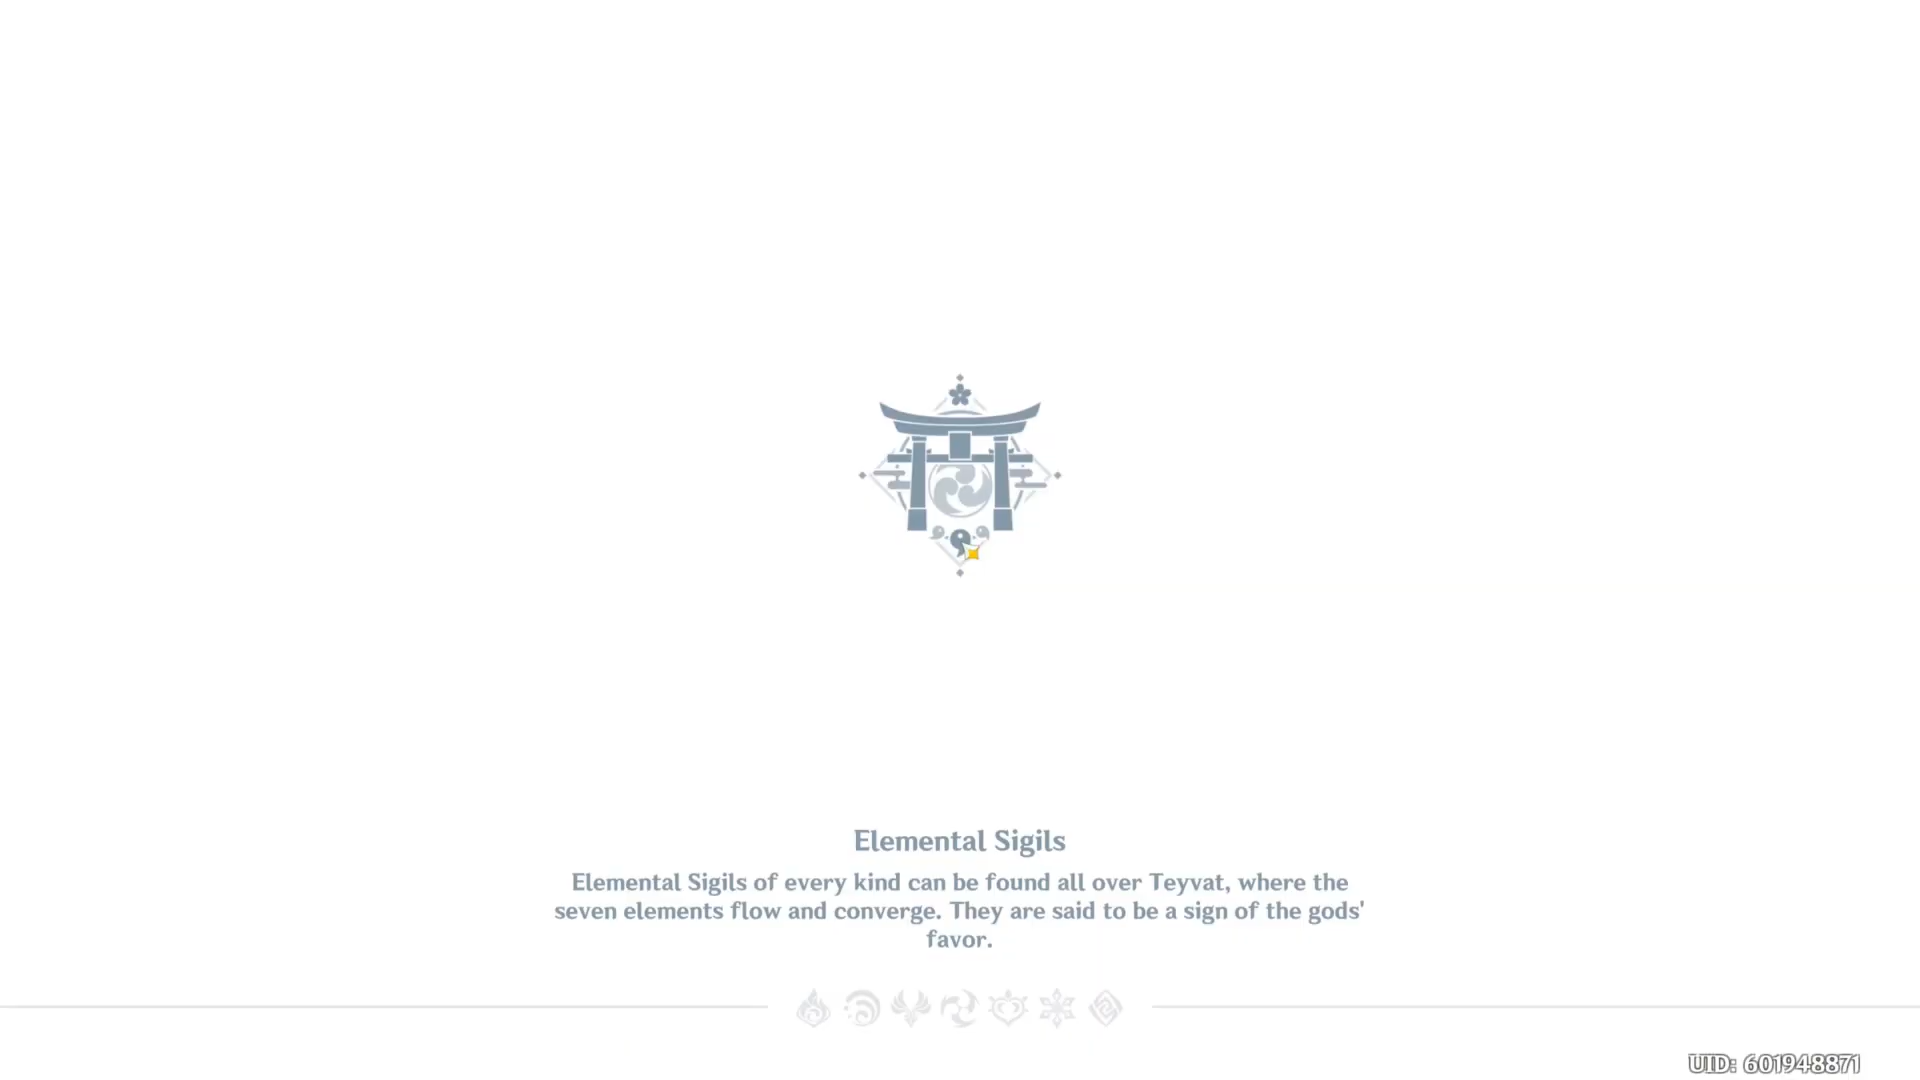 Elemental Sigils
Elemental Sigils of every kind can be found all over Teyvat, where the
seven elements flow and converge. They are said to be a sign of the gods'
favor.
UID: 601948871